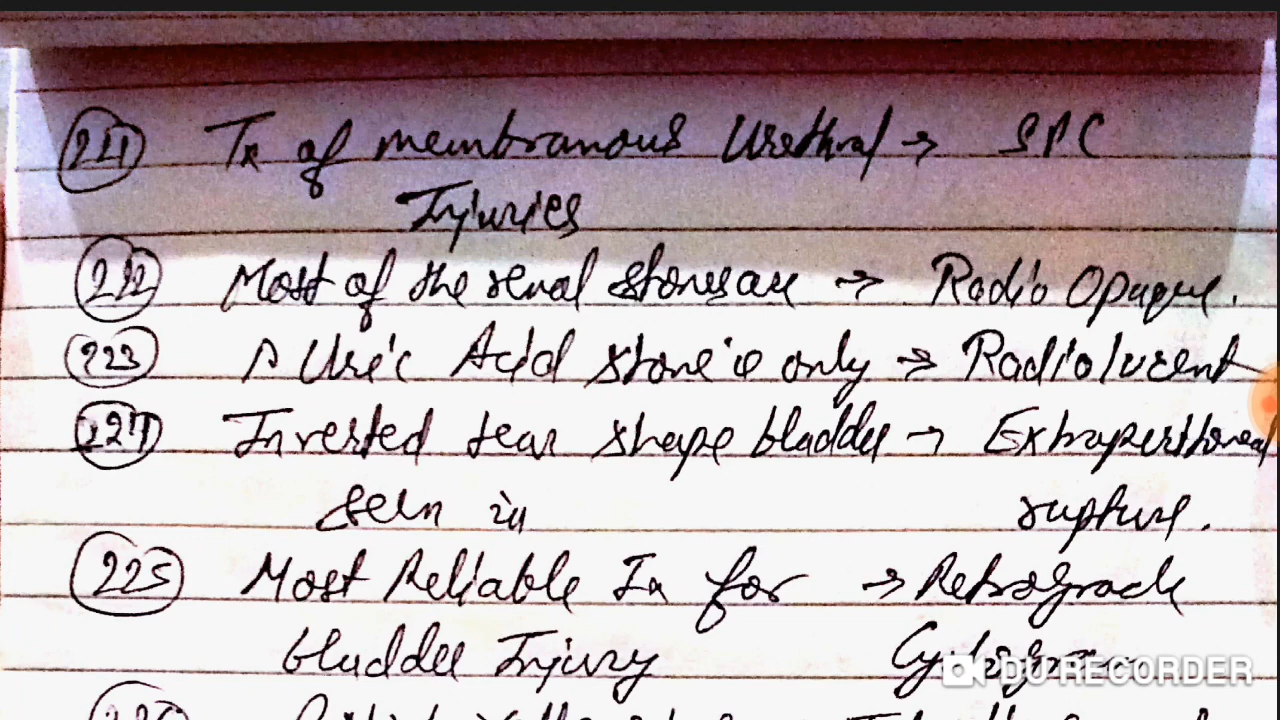 221 Tx of membranous Urethral → SPC
Injuries
222 Most of the renal stones are → Radio Opaque.
223 Uric Acid stone is only → Radiolucent
224 Inverted tear shape bladder → Extraperitoneal
seen in rupture.
225 Most Reliable Ix for → Retrograde
bladder Injury
DU RECORDER